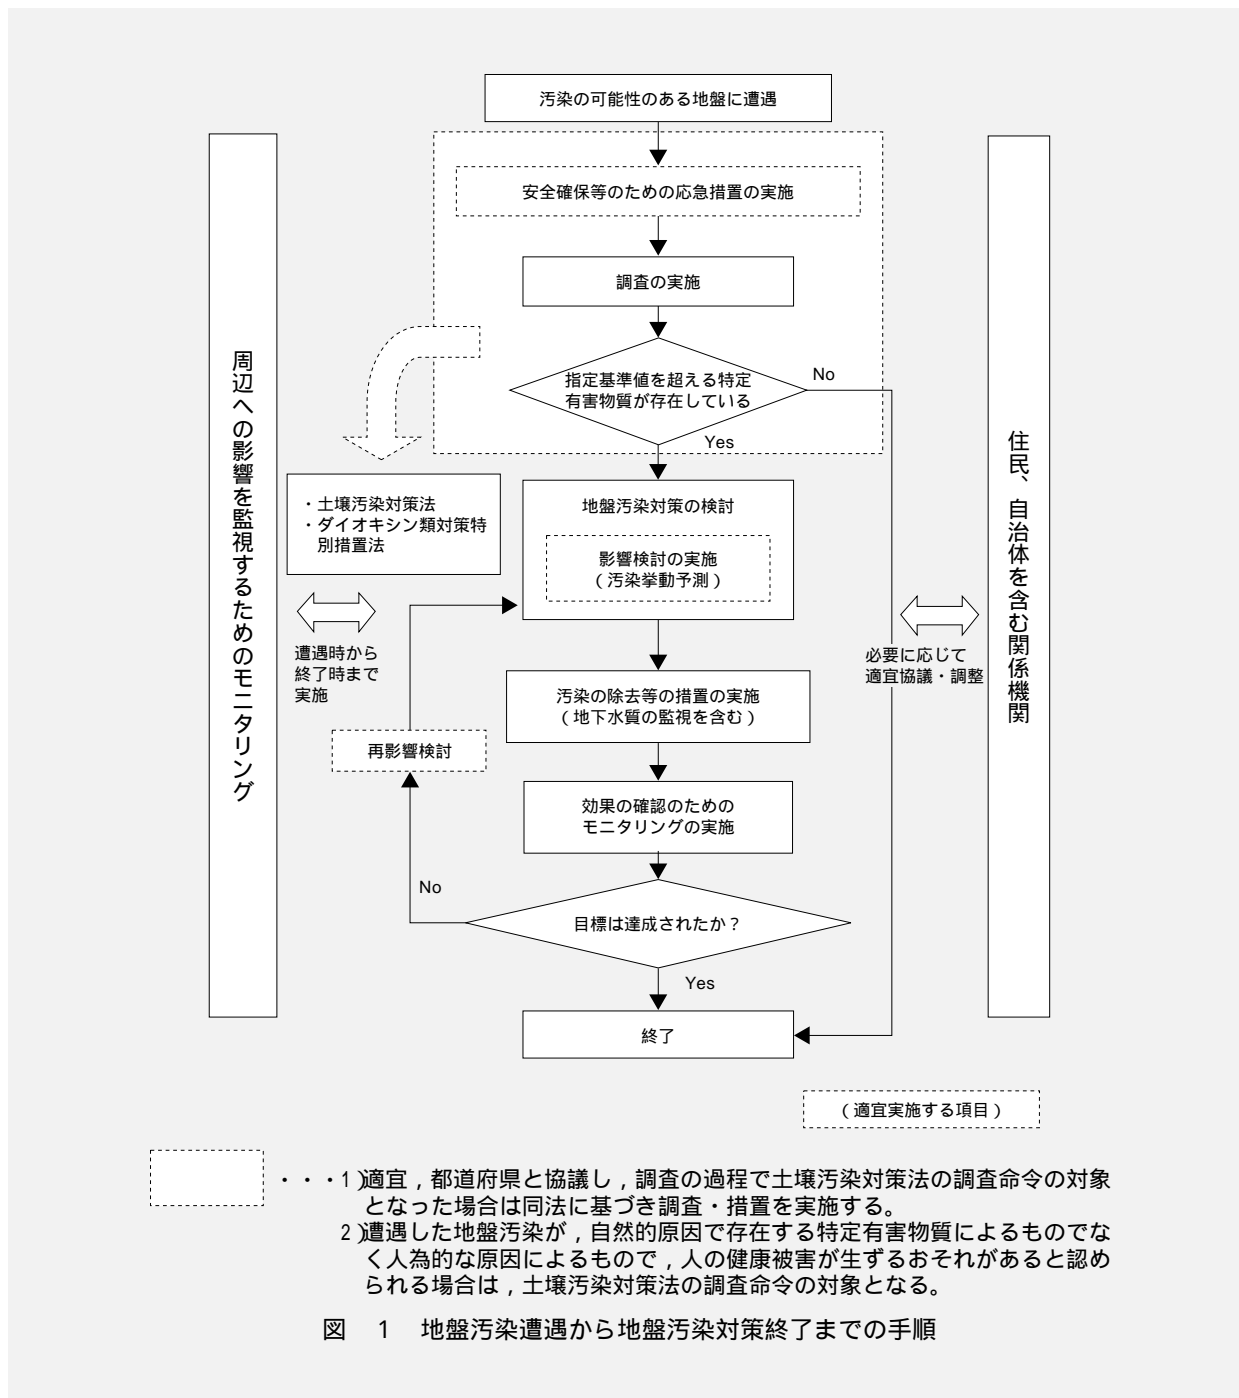 汚染の可能性のある地盤に遭遇
安全確保等のための応急措置の実施
調査の実施
指定基準値を超える特定
有害物質が存在している
No
Yes
周辺への影響を監視するためのモニタリング
住民、自治体を含む関係機関
・土壌汚染対策法
・ダイオキシン類対策特
別措置法
地盤汚染対策の検討
影響検討の実施
(汚染挙動予測)
遭遇時から
終了時まで
実施
必要に応じて
適宜協議・調整
汚染の除去等の措置の実施
(地下水質の監視を含む)
再影響検討
効果の確認のための
モニタリングの実施
No
目標は達成されたか?
Yes
終了
(適宜実施する項目)
・・・1)適宜,都道府県と協議し,調査の過程で土壌汚染対策法の調査命令の対象
となった場合は同法に基づき調査・措置を実施する。
2)遭遇した地盤汚染が,自然的原因で存在する特定有害物質によるものでな
く人為的な原因によるもので,人の健康被害が生ずるおそれがあると認め
られる場合は,土壌汚染対策法の調査命令の対象となる。
図 1 地盤汚染遭遇から地盤汚染対策終了までの手順